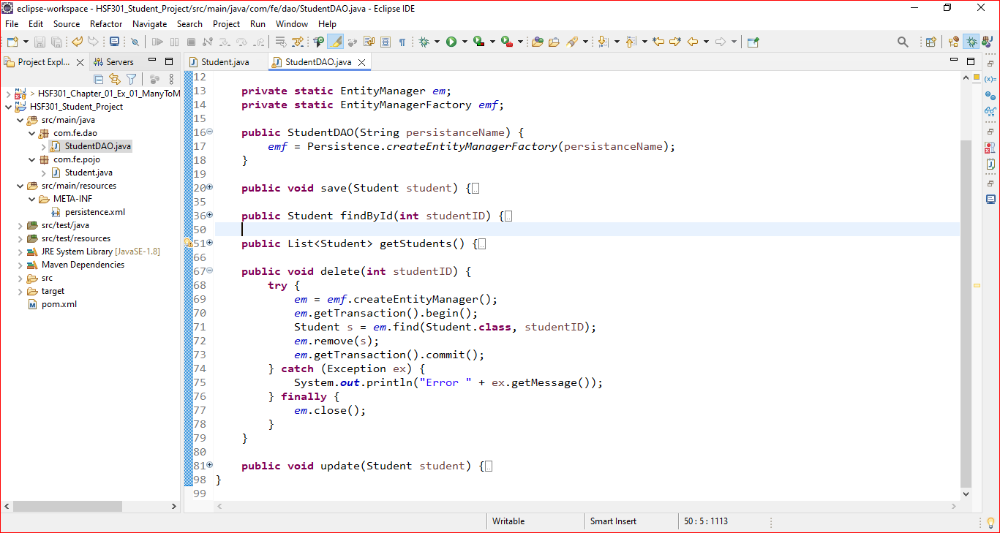 eclipse-workspace - HSF301_Student_Project/src/main/java/com/fe/dao/StudentDAO.java - Eclipse IDE
File Edit Source Refactor Navigate Search Project Run Window Help
Project Expl... Servers
Student.java StudentDAO.java
> HSF301_Chapter_01_Ex_01_ManyToM
HSF301_Student_Project
src/main/java
com.fe.dao
StudentDAO.java
com.fe.pojo
Student.java
src/main/resources
META-INF
persistence.xml
src/test/java
src/test/resources
JRE System Library [JavaSE-1.8]
Maven Dependencies
src
target
pom.xml
12
13 private static EntityManager em;
14 private static EntityManagerFactory emf;
15
16 public StudentDAO(String persistanceName) {
17 emf = Persistence.createEntityManagerFactory(persistanceName);
18 }
19
20 public void save(Student student) {
35
36 public Student findById(int studentID) {
50
51 public List<Student> getStudents() {
66
67 public void delete(int studentID) {
68 try {
69 em = emf.createEntityManager();
70 em.getTransaction().begin();
71 Student s = em.find(Student.class, studentID);
72 em.remove(s);
73 em.getTransaction().commit();
74 } catch (Exception ex) {
75 System.out.println("Error " + ex.getMessage());
76 } finally {
77 em.close();
78 }
79 }
80
81 public void update(Student student) {
98 }
99
Writable Smart Insert 50 : 5 : 1113